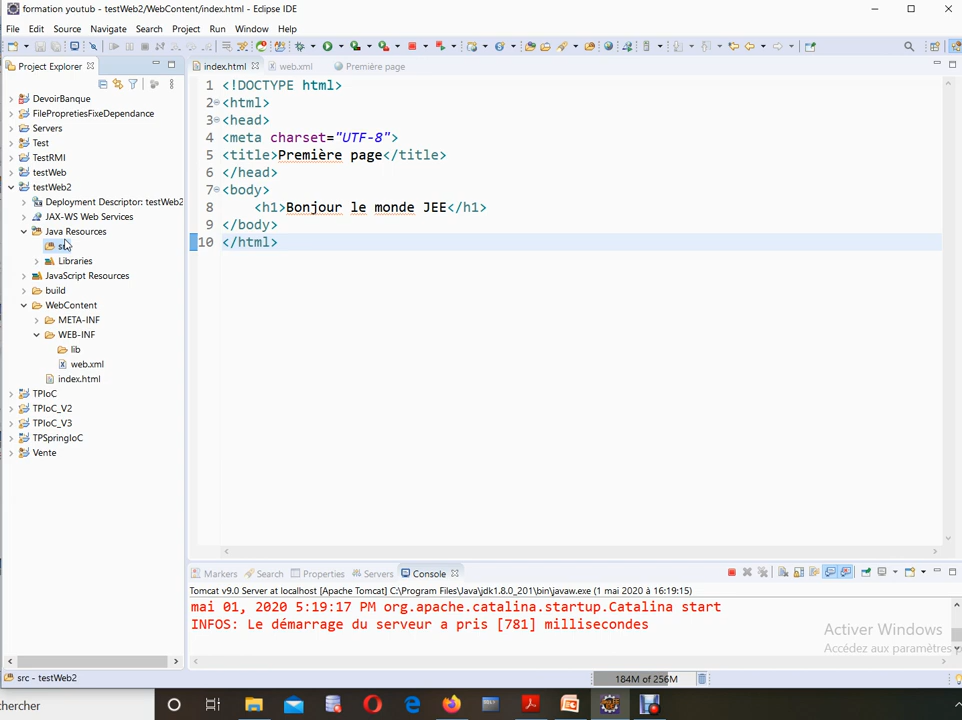 formation youtub - testWeb2/WebContent/index.html - Eclipse IDE
File Edit Source Refactor Navigate Search Project Run Window Help
Project Explorer
index.html
web.xml
Première page
DevoirBanque
FilePropretiesFixeDependance
Servers
Test
TestRMI
testWeb
testWeb2
Deployment Descriptor: testWeb2
JAX-WS Web Services
Java Resources
Libraries
JavaScript Resources
build
WebContent
META-INF
WEB-INF
lib
web.xml
index.html
TPIoC
TPIoC_V2
TPIoC_V3
TPSpringIoC
Vente
1 <!DOCTYPE html>
2 <html>
3 <head>
4 <meta charset="UTF-8">
5 <title>Première page</title>
6 </head>
7 <body>
8 <h1>Bonjour le monde JEE</h1>
9 </body>
10 </html>
Markers Search Properties Servers Console
Tomcat v9.0 Server at localhost [Apache Tomcat] C:\Program Files\Java\jdk1.8.0_201\bin\javaw.exe (1 mai 2020 à 16:19:15)
mai 01, 2020 5:19:17 PM org.apache.catalina.startup.Catalina start
INFOS: Le démarrage du serveur a pris [781] millisecondes
Activer Windows
Accédez aux paramètres
src - testWeb2
184M of 256M
hercher